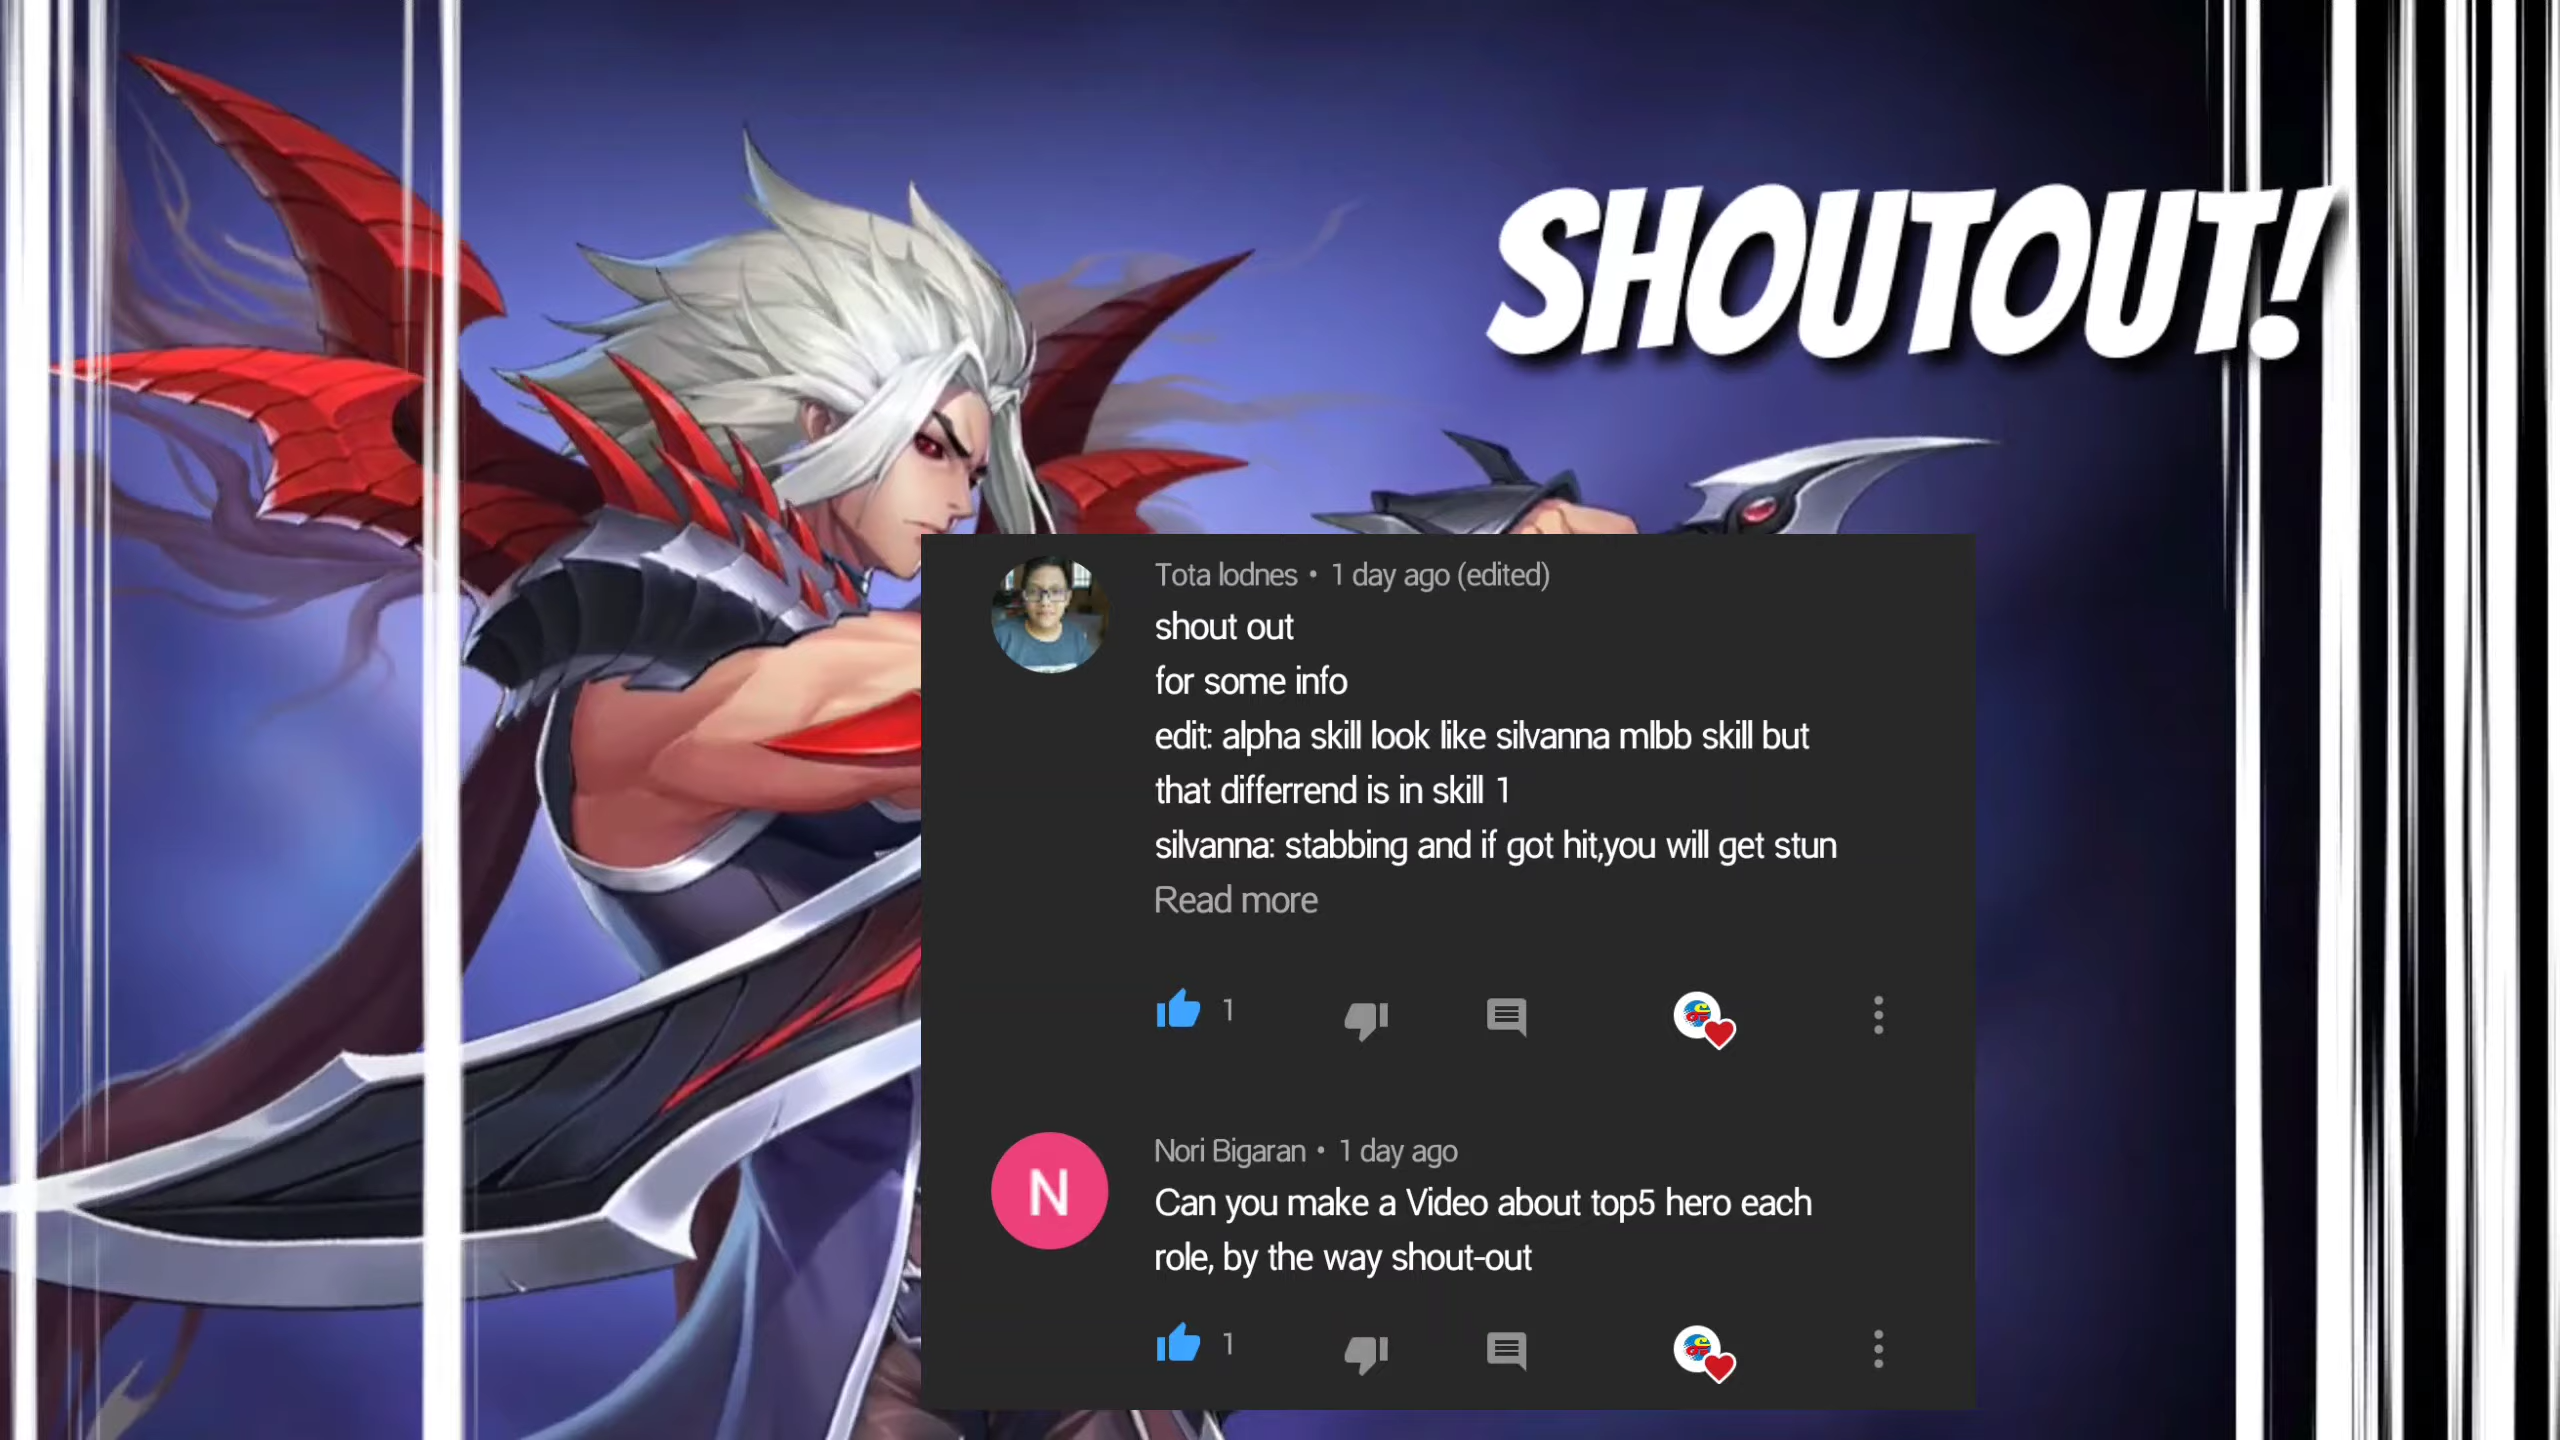 SHOUTOUT!
Tota lodnes • 1 day ago (edited)
shout out
for some info
edit: alpha skill look like silvanna mlbb skill but
that differrend is in skill 1
silvanna: stabbing and if got hit,you will get stun
Read more
1
N
Nori Bigaran • 1 day ago
Can you make a Video about top5 hero each
role, by the way shout-out
1